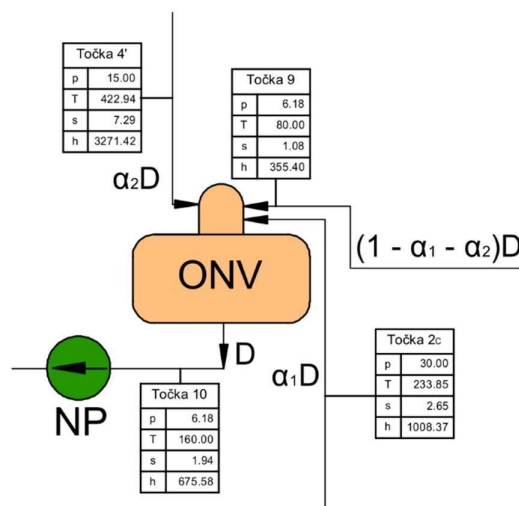 Točka 4'
p 15.00
T 422.94
s 7.29
h 3271.42
Točka 9
p 6.18
T 80.00
s 1.08
h 355.40
α₂D
(1 - α₁ - α₂)D
ONV
D
α₁D
Točka 2c
p 30.00
T 233.85
s 2.65
h 1008.37
NP
Točka 10
p 6.18
T 160.00
s 1.94
h 675.58